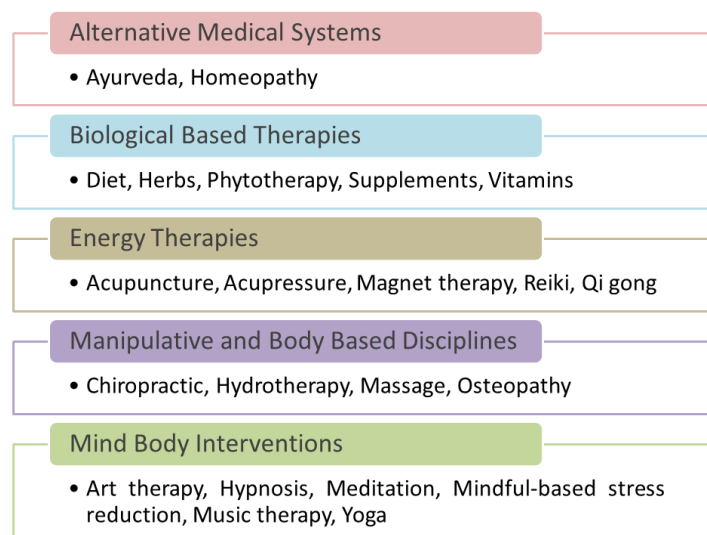 Alternative Medical Systems
• Ayurveda, Homeopathy
Biological Based Therapies
• Diet, Herbs, Phytotherapy, Supplements, Vitamins
Energy Therapies
• Acupuncture, Acupressure, Magnet therapy, Reiki, Qi gong
Manipulative and Body Based Disciplines
• Chiropractic, Hydrotherapy, Massage, Osteopathy
Mind Body Interventions
• Art therapy, Hypnosis, Meditation, Mindful-based stress
reduction, Music therapy, Yoga